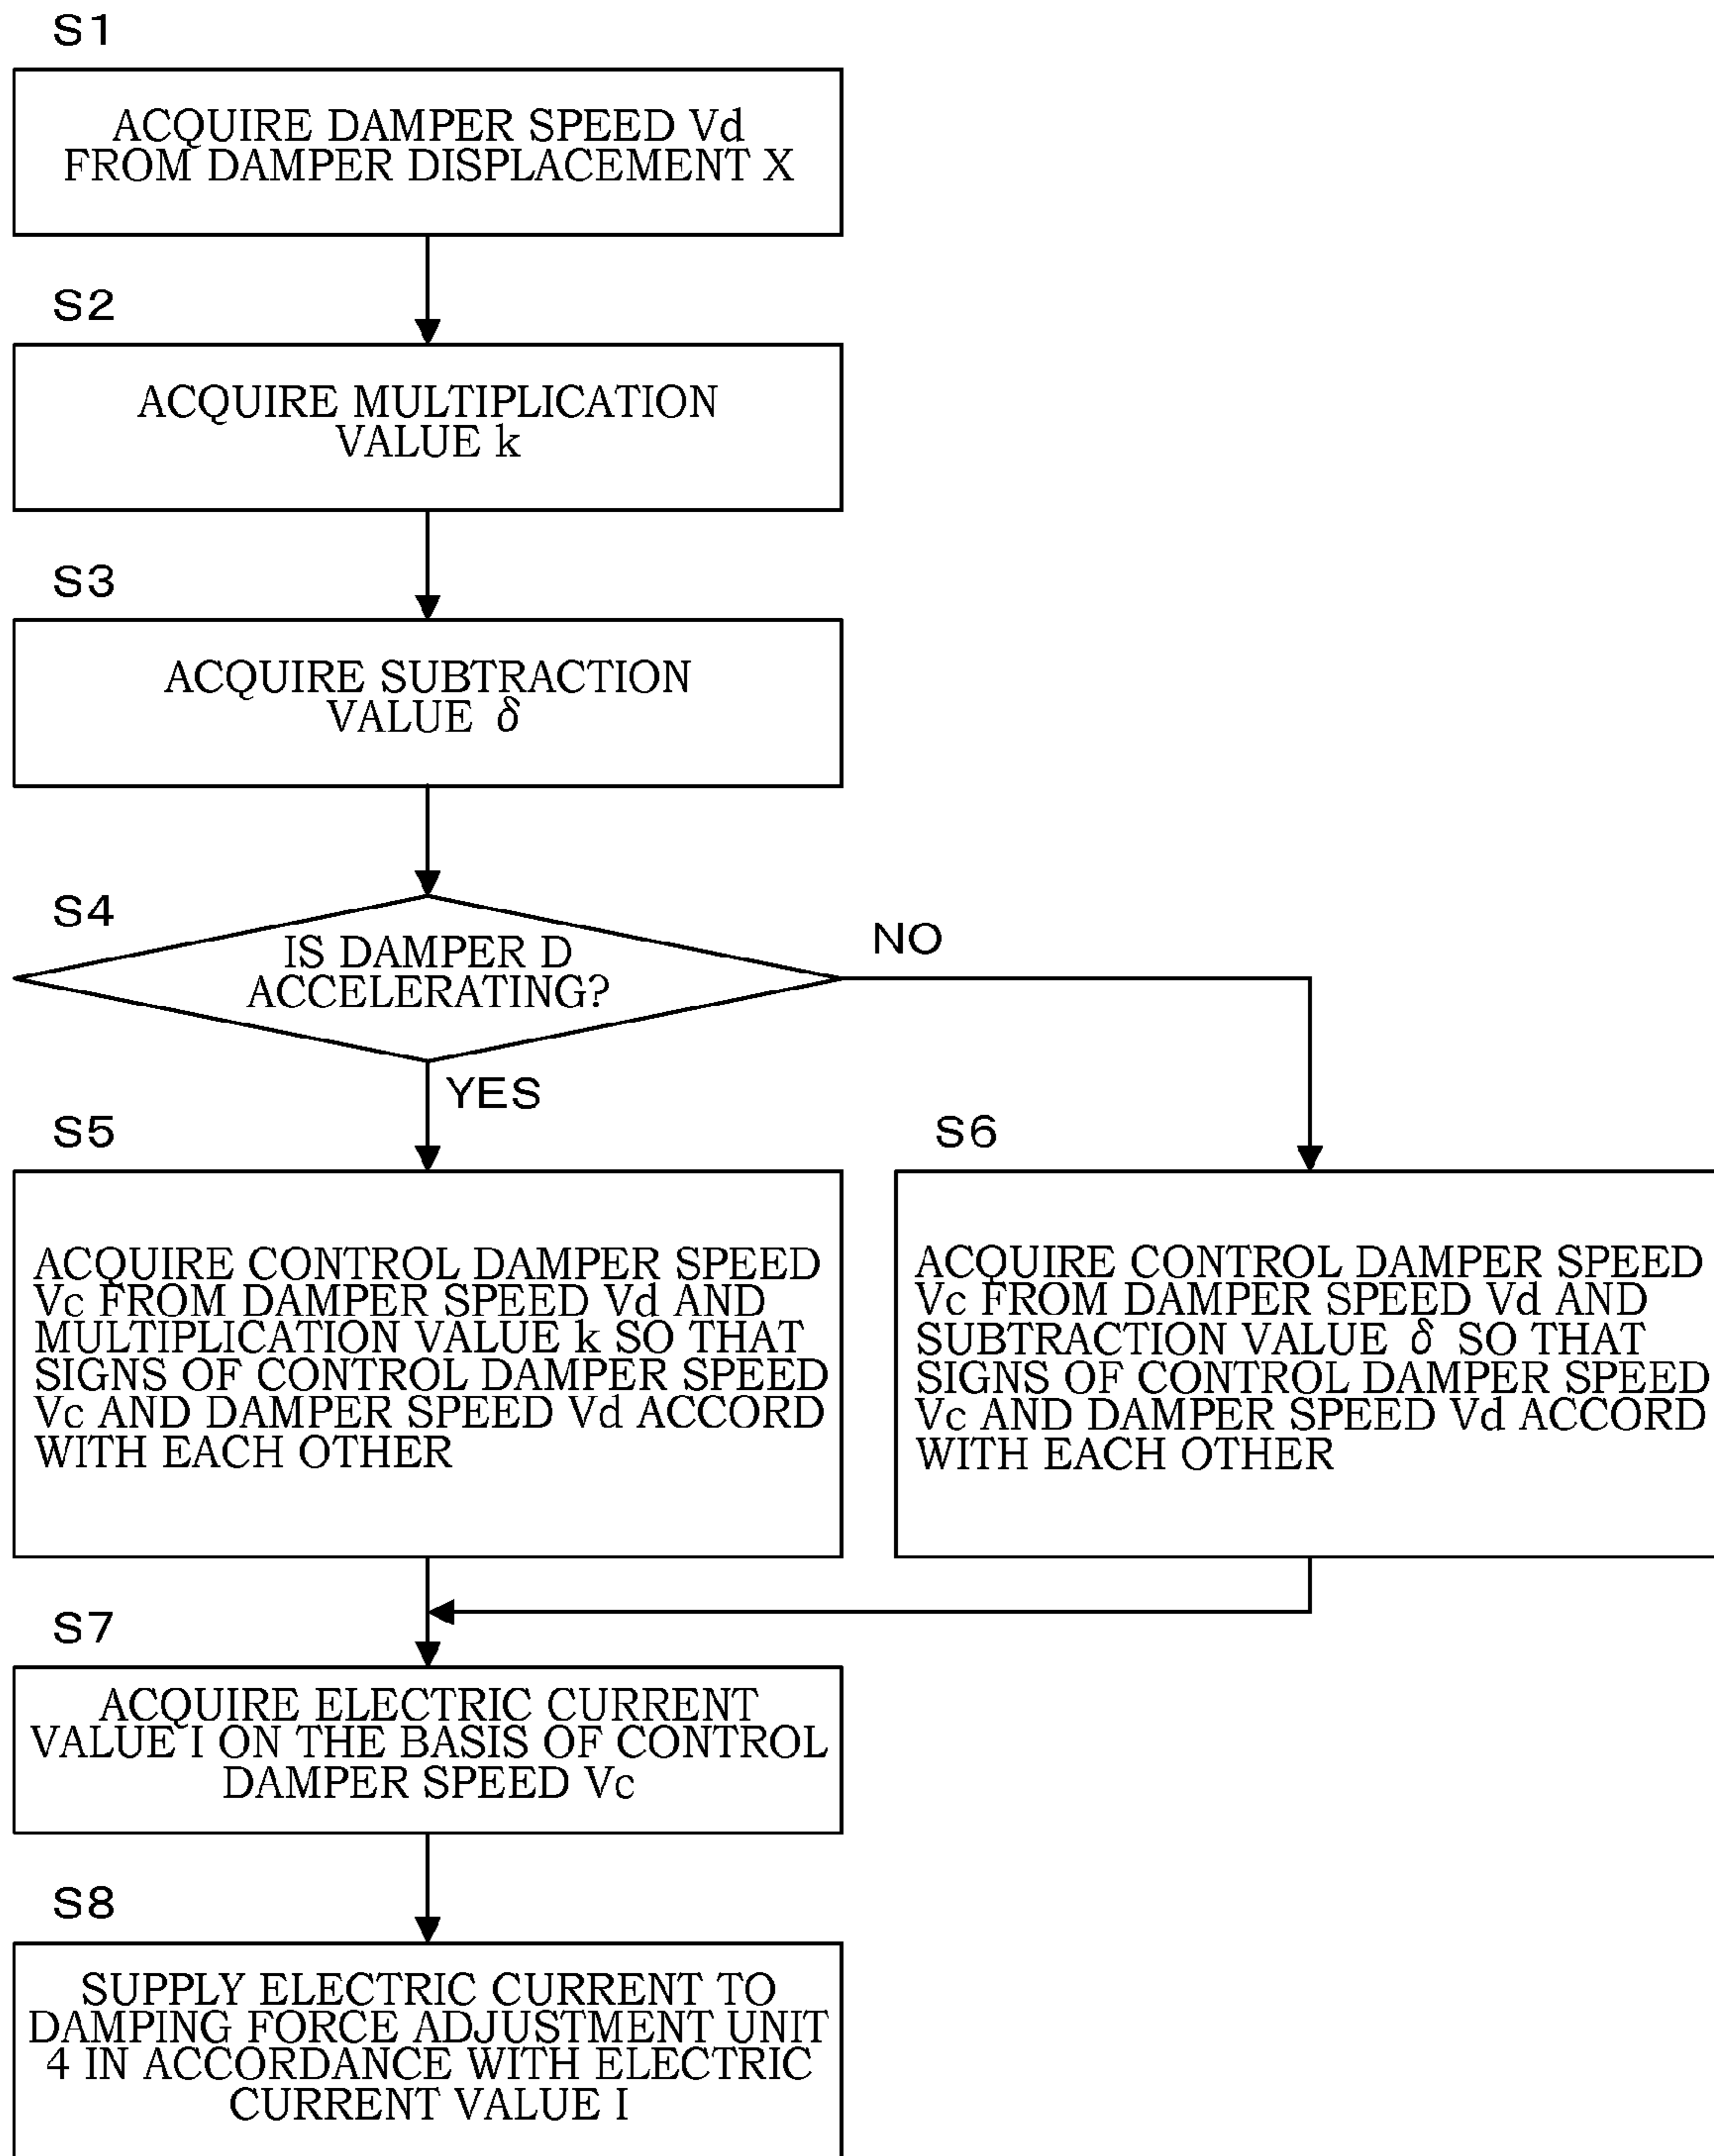 S1
ACQUIRE DAMPER SPEED Vd
FROM DAMPER DISPLACEMENT X
S2
ACQUIRE MULTIPLICATION
VALUE k
S3
ACQUIRE SUBTRACTION
VALUE δ
S4
IS DAMPER D
ACCELERATING?
NO
YES
S5
ACQUIRE CONTROL DAMPER SPEED
Vc FROM DAMPER SPEED Vd AND
MULTIPLICATION VALUE k SO THAT
SIGNS OF CONTROL DAMPER SPEED
Vc AND DAMPER SPEED Vd ACCORD
WITH EACH OTHER
S6
ACQUIRE CONTROL DAMPER SPEED
Vc FROM DAMPER SPEED Vd AND
SUBTRACTION VALUE δ SO THAT
SIGNS OF CONTROL DAMPER SPEED
Vc AND DAMPER SPEED Vd ACCORD
WITH EACH OTHER
S7
ACQUIRE ELECTRIC CURRENT
VALUE I ON THE BASIS OF CONTROL
DAMPER SPEED Vc
S8
SUPPLY ELECTRIC CURRENT TO
DAMPING FORCE ADJUSTMENT UNIT
4 IN ACCORDANCE WITH ELECTRIC
CURRENT VALUE I